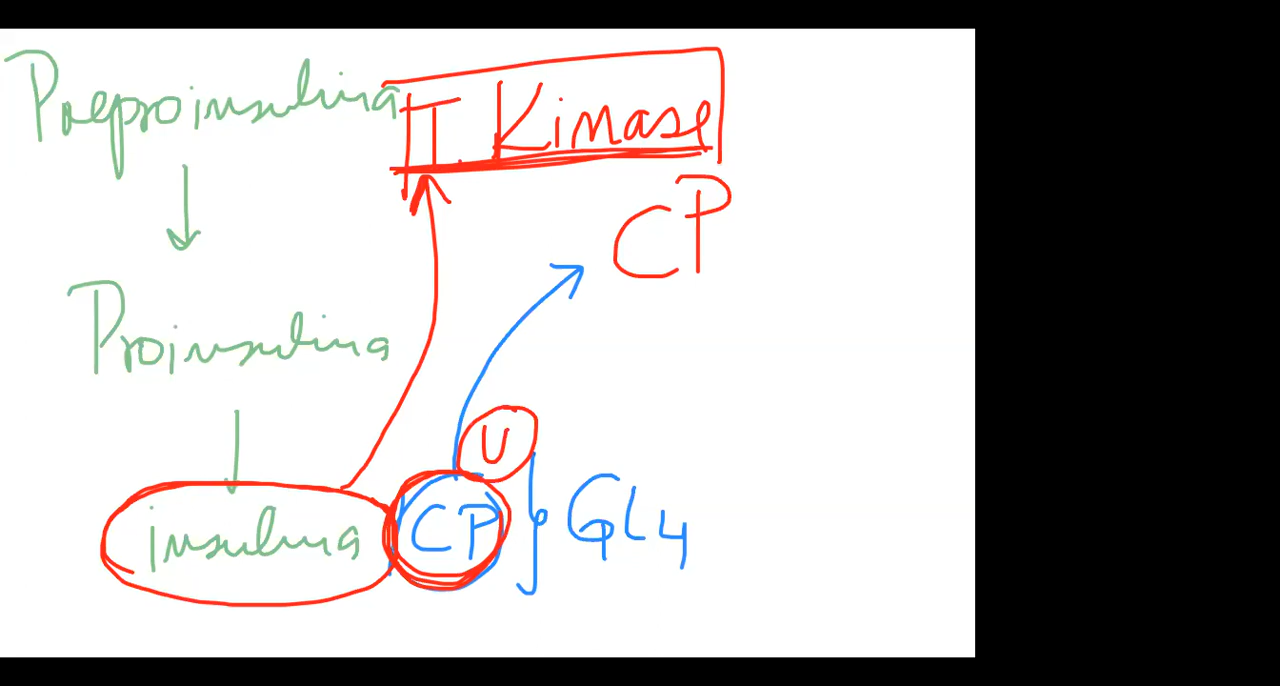 Preproinsulina
T Kinase
CP
Proinsulina
U
insulina
CP
GL4